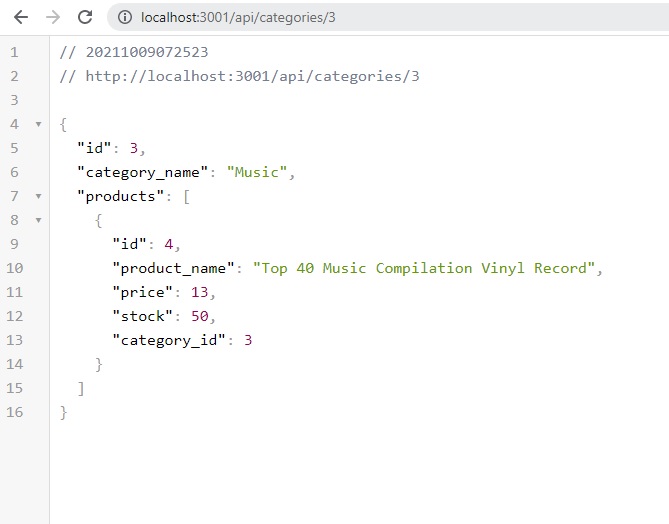 localhost:3001/api/categories/3
1 // 20211009072523
2 // http://localhost:3001/api/categories/3
3
4 {
5 "id": 3,
6 "category_name": "Music",
7 "products": [
8 {
9 "id": 4,
10 "product_name": "Top 40 Music Compilation Vinyl Record",
11 "price": 13,
12 "stock": 50,
13 "category_id": 3
14 }
15 ]
16 }